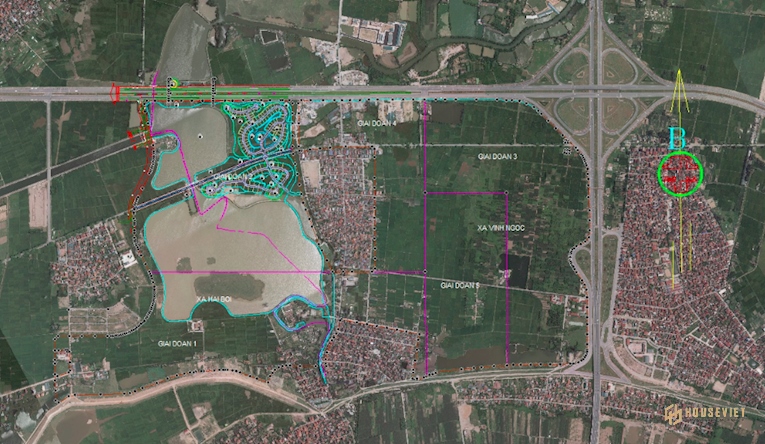 GIAI DOAN 4
B
GIAI DOAN 3
GIAI DOAN 2
XA VINH NGOC
GIAI DOAN 5
XA HAI BOI
GIAI DOAN 1
HOUSEVIET